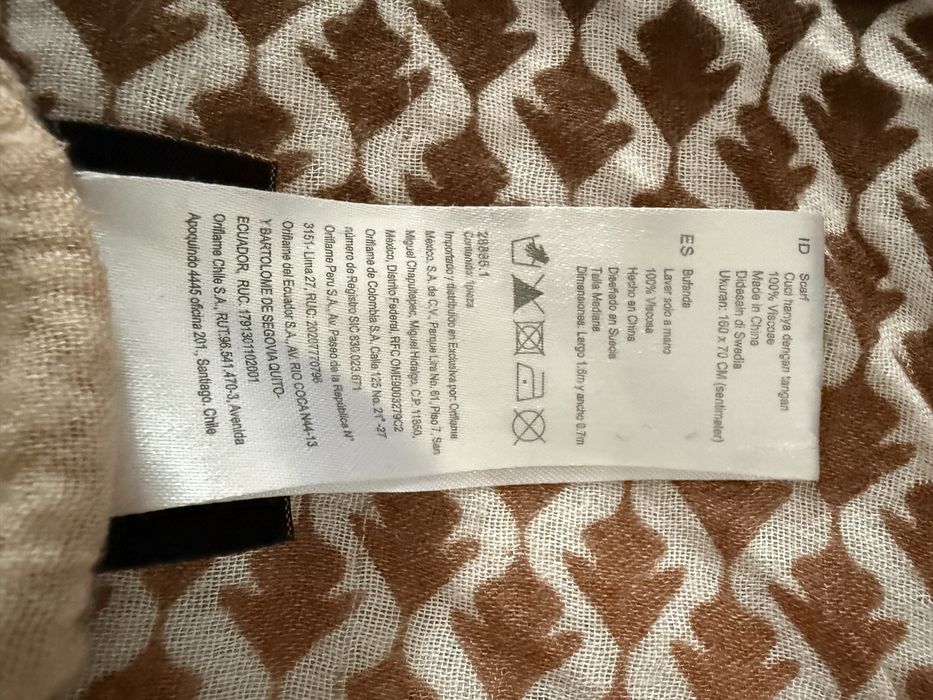 ID Scarf
Cuci hanya dengan tangan
100% Viscose
Made in China
Didesain di Swedia
Ukuran: 160 x 70 CM (sentimeter)
ES Bufanda
Lavar solo a mano
100% Viscosa
Hecho en China
Diseñado en Suecia
Talla Mediana
Dimensiones. Largo 1.6m y ancho 0.7m
28885.1
Contenido: 1pieza
Importado y distribuido en Exclusiva por: Oriflame
México, S.A. de C.V., Parque Lira No. 61, Piso 7, San
Miguel Chapultepec, Miguel Hidalgo, C.P. 11850,
México, Distrito Federal, RFC OME9003279C2
Oriflame de Colombia S.A. Calle 125 No. 21ª -27
número de Registro SIC 830.023.671
Oriflame Peru S.A., Av. Paseo de la República N°
3151- Lima 27, RUC: 20207770796
Oriflame del Ecuador S.A., AV. RIO COCA N44-13
Y BARTOLOME DE SEGOVIA QUITO-
ECUADOR, RUC. 1791301102001
Oriflame Chile S.A., RUT:96.541.470-3, Avenida
Apoquindo 4445 oficina 201, Santiago, Chile